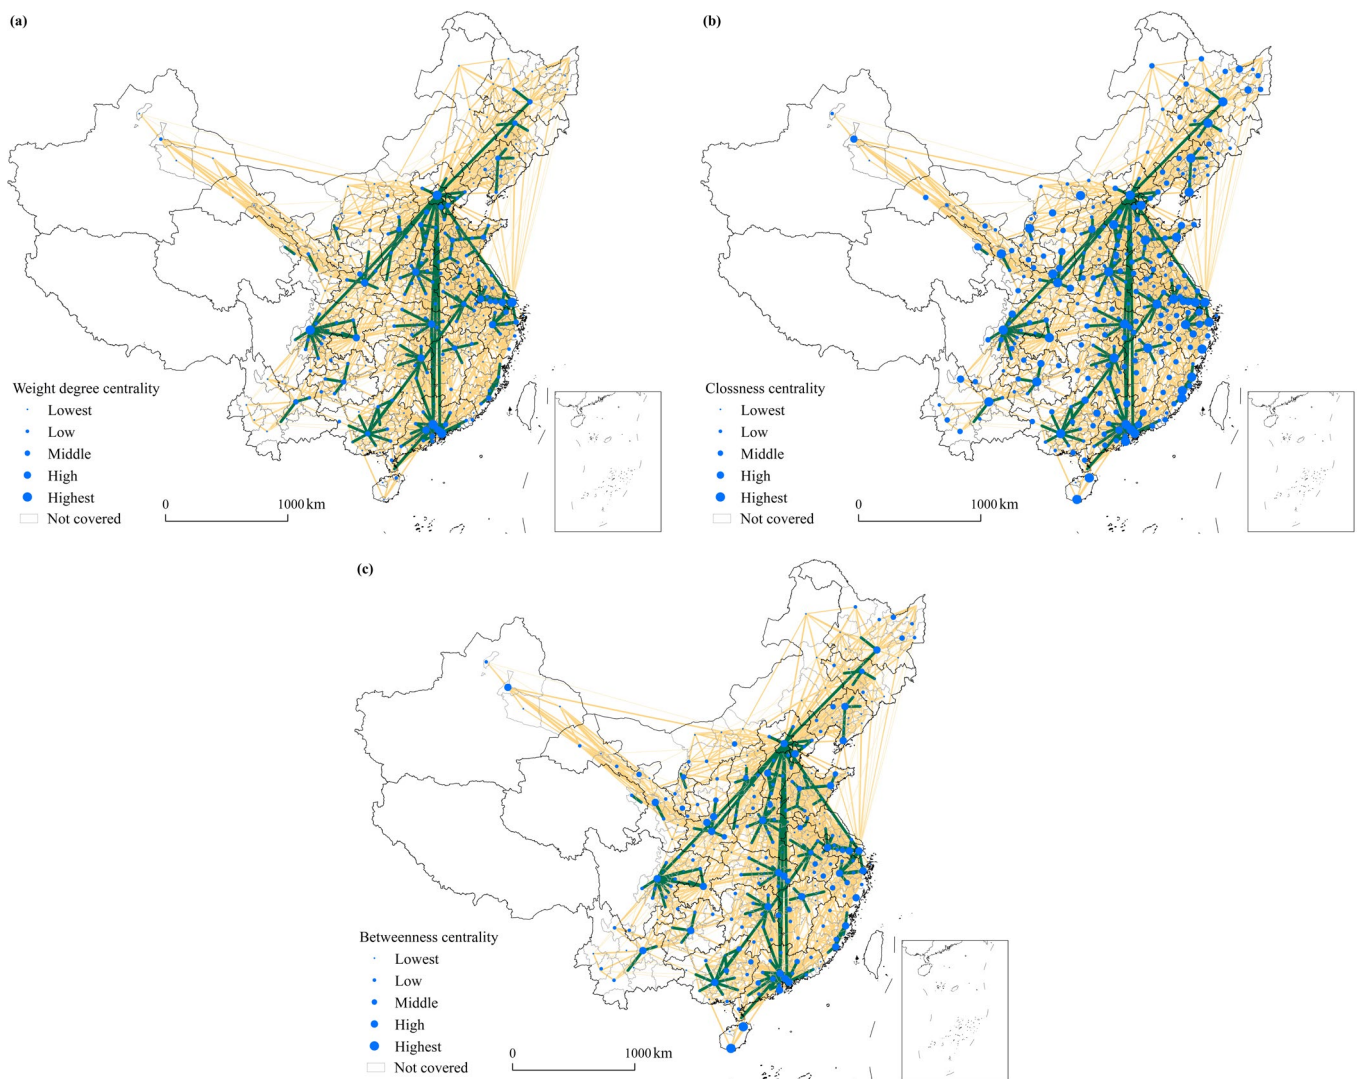 (a)
Weight degree centrality
Lowest
Low
Middle
High
Highest
Not covered
0 1000 km
(b)
Clossness centrality
Lowest
Low
Middle
High
Highest
Not covered
0 1000 km
(c)
Betweenness centrality
Lowest
Low
Middle
High
Highest
Not covered
0 1000 km